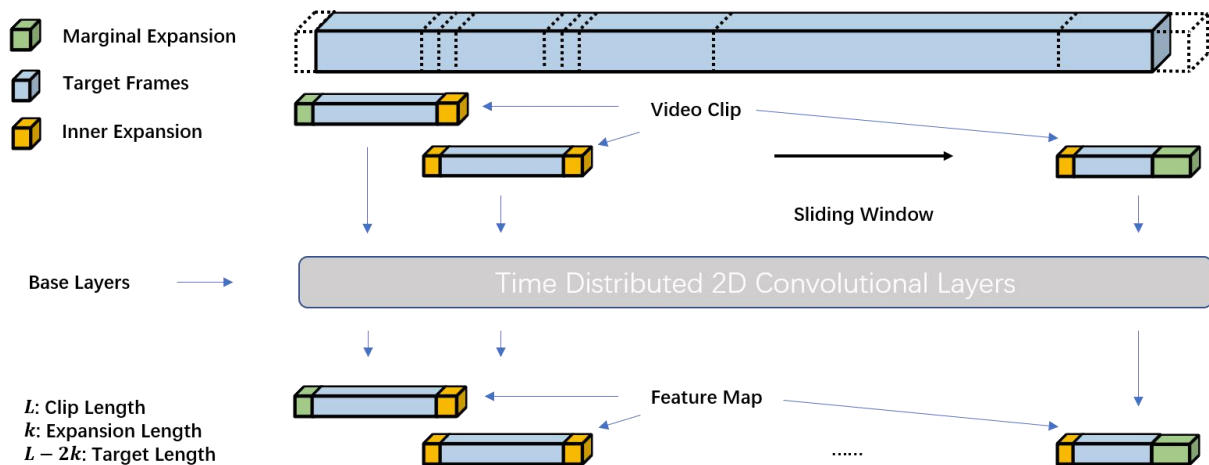 Marginal Expansion
Target Frames
Inner Expansion
Video Clip
Sliding Window
Base Layers
Time Distributed 2D Convolutional Layers
Feature Map
L: Clip Length
k: Expansion Length
L − 2k: Target Length
......